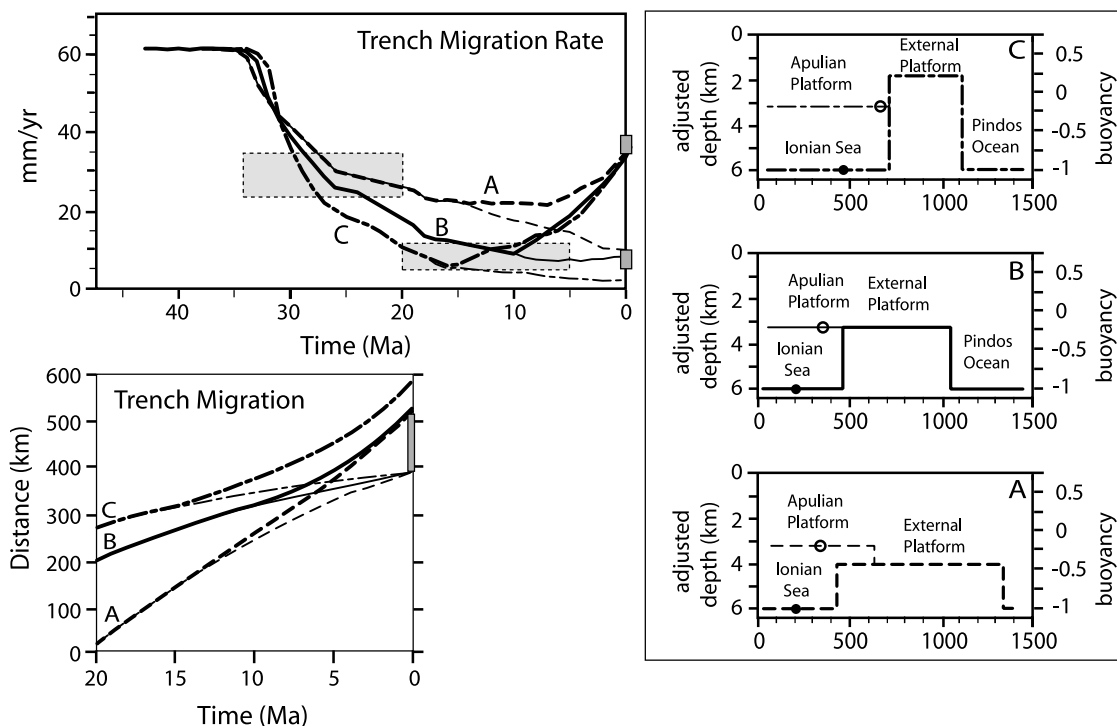 Trench Migration Rate
mm/yr
60
40
20
0
A
B
C
40
30
20
10
0
Time (Ma)
Trench Migration
Distance (km)
600
500
400
300
200
100
0
C
B
A
20
15
10
5
0
Time (Ma)
C
adjusted
depth (km)
0
2
4
6
External
Platform
Apulian
Platform
Ionian Sea
Pindos
Ocean
0.5
0
-0.5
-1
buoyancy
0
500
1000
1500
B
adjusted
depth (km)
0
2
4
6
Apulian
Platform
External
Platform
Ionian
Sea
Pindos
Ocean
0.5
0
-0.5
-1
buoyancy
0
500
1000
1500
A
adjusted
depth (km)
0
2
4
6
Apulian
Platform
External
Platform
Ionian
Sea
0.5
0
-0.5
-1
buoyancy
0
500
1000
1500